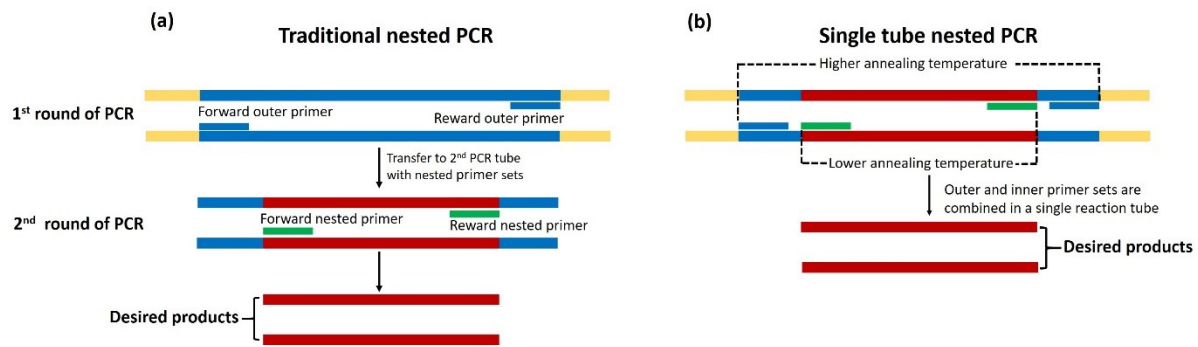 (a)
Traditional nested PCR
1st round of PCR
Forward outer primer
Reward outer primer
Transfer to 2nd PCR tube
with nested primer sets
2nd round of PCR
Forward nested primer
Reward nested primer
Desired products
(b)
Single tube nested PCR
Higher annealing temperature
Lower annealing temperature
Outer and inner primer sets are
combined in a single reaction tube
Desired products